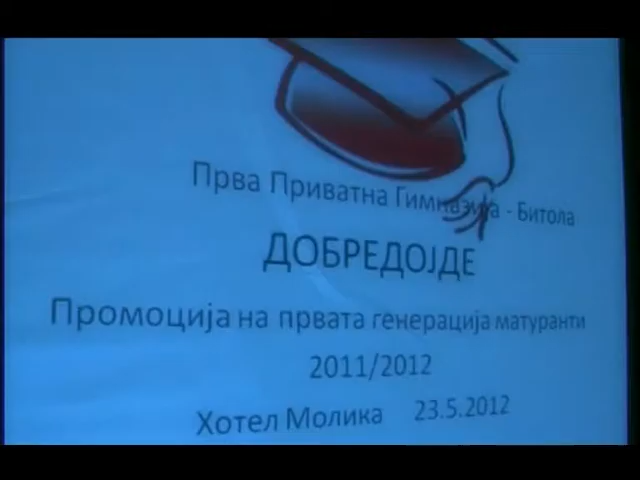 Прва Приватна Гимназија - Битола
ДОБРЕДОЈДЕ
Промоција на првата генерација матуранти
2011/2012
Хотел Молика 23.5.2012